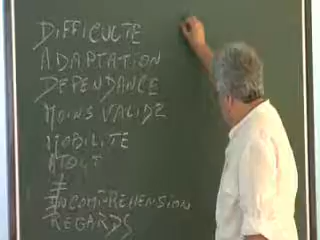 DIFFICULTE
ADAPTATION
DEPENDANCE
MOINS VALIDE
MOBILITE
ATOUT
≠
INCOMPREHENSION
REGARDS